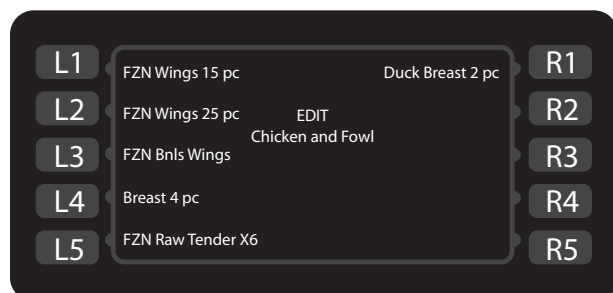 L1
FZN Wings 15 pc
Duck Breast 2 pc
R1
L2
FZN Wings 25 pc
EDIT
R2
Chicken and Fowl
L3
FZN Bnls Wings
R3
L4
Breast 4 pc
R4
L5
FZN Raw Tender X6
R5